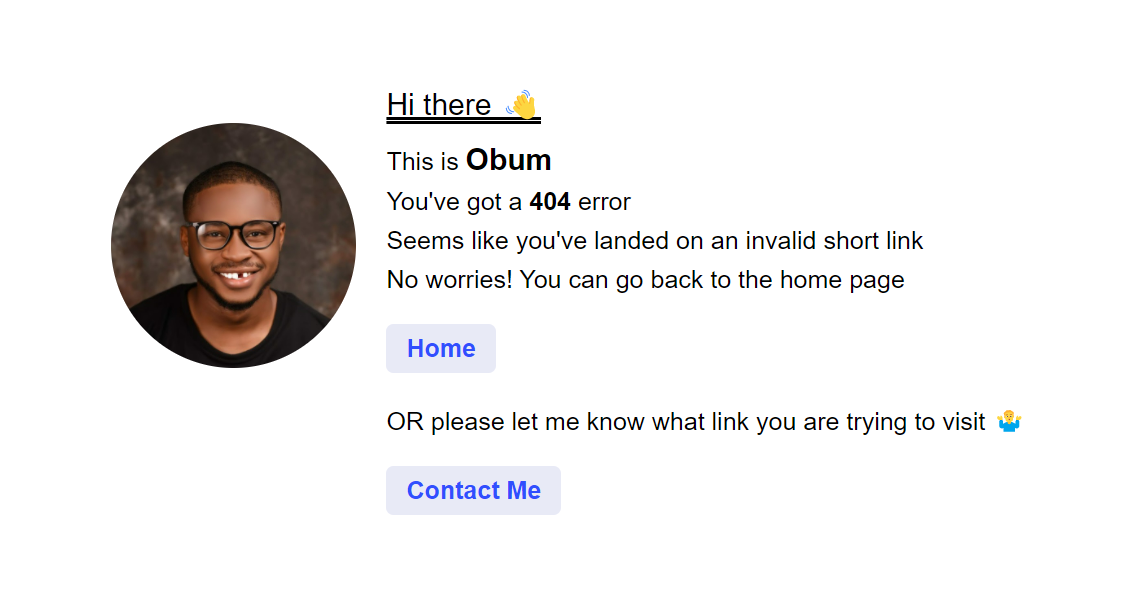 Hi there 👋
This is Obum
You've got a 404 error
Seems like you've landed on an invalid short link
No worries! You can go back to the home page
Home
OR please let me know what link you are trying to visit 🤷‍♂️
Contact Me